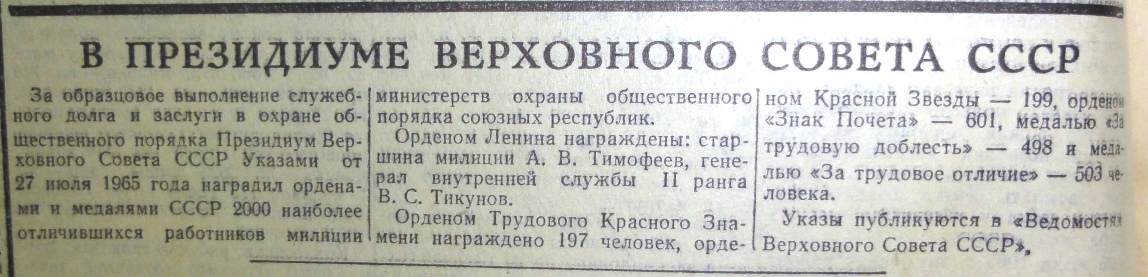 В ПРЕЗИДИУМЕ ВЕРХОВНОГО СОВЕТА СССР
За образцовое выполнение служеб-
ного долга и заслуги в охране об-
щественного порядка Президиум Вер-
ховного Совета СССР Указами от
27 июля 1965 года наградил ордена-
ми и медалями СССР 2000 наиболее
отличившихся работников милиции
министерств охраны общественного
порядка союзных республик.
Орденом Ленина награждены: стар-
шина милиции А. В. Тимофеев, гене-
рал внутренней службы II ранга
В. С. Тикунов.
Орденом Трудового Красного Зна-
мени награждено 197 человек, орде-
ном Красной Звезды — 199, орденом
«Знак Почета» — 601, медалью «За
трудовую доблесть» — 498 и меда-
лью «За трудовое отличие» — 503 че-
ловека.
Указы публикуются в «Ведомостях
Верховного Совета СССР».